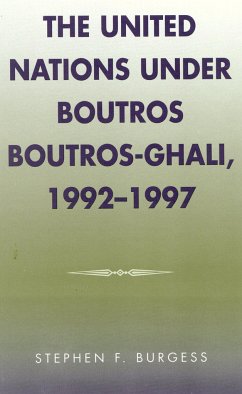 THE UNITED
NATIONS UNDER
BOUTROS
BOUTROS-GHALI,
1992–1997
STEPHEN F. BURGESS